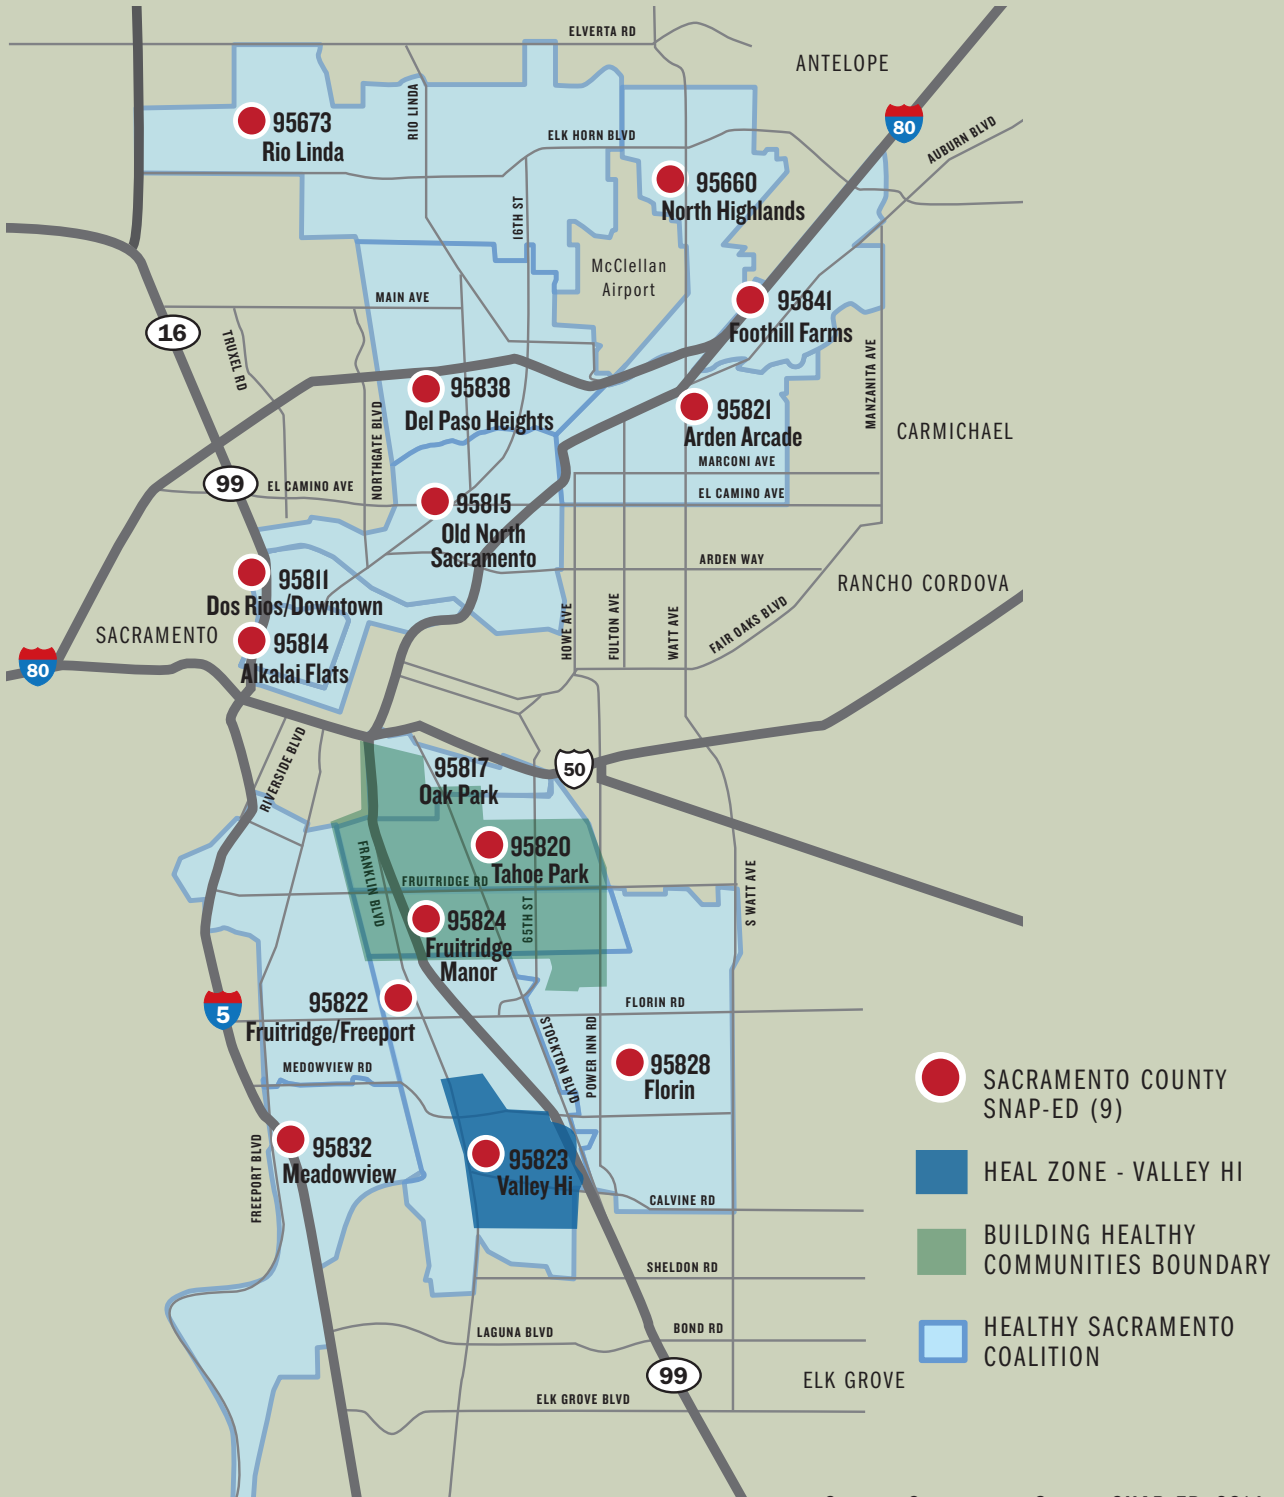 ELVERTA RD
ANTELOPE
80
AUBURN BLVD
95673
Rio Linda
RIO LINDA
ELK HORN BLVD
95660
North Highlands
16TH ST
McClellan
Airport
MAIN AVE
95841
Foothill Farms
16
TRUXEL RD
MANZANITA AVE
95838
Del Paso Heights
95821
Arden Arcade
CARMICHAEL
NORTHGATE BLVD
MARCONI AVE
99
EL CAMINO AVE
EL CAMINO AVE
95815
Old North
Sacramento
ARDEN WAY
95811
Dos Rios/Downtown
RANCHO CORDOVA
SACRAMENTO
95814
Alkalai Flats
80
HOWE AVE
FULTON AVE
WATT AVE
FAIR OAKS BLVD
RIVERSIDE BLVD
95817
Oak Park
50
95820
Tahoe Park
FRANKLIN BLVD
FRUITRIDGE RD
S WATT AVE
95824
Fruitridge
Manor
65TH ST
95822
Fruitridge/Freeport
5
FLORIN RD
STOCKTON BLVD
POWER INN RD
95828
Florin
MEDOWVIEW RD
95832
Meadowview
FREEPORT BLVD
95823
Valley Hi
CALVINE RD
SHELDON RD
LAGUNA BLVD
BOND RD
99
ELK GROVE
ELK GROVE BLVD
SACRAMENTO COUNTY
SNAP-ED (9)
HEAL ZONE - VALLEY HI
BUILDING HEALTHY
COMMUNITIES BOUNDARY
HEALTHY SACRAMENTO
COALITION